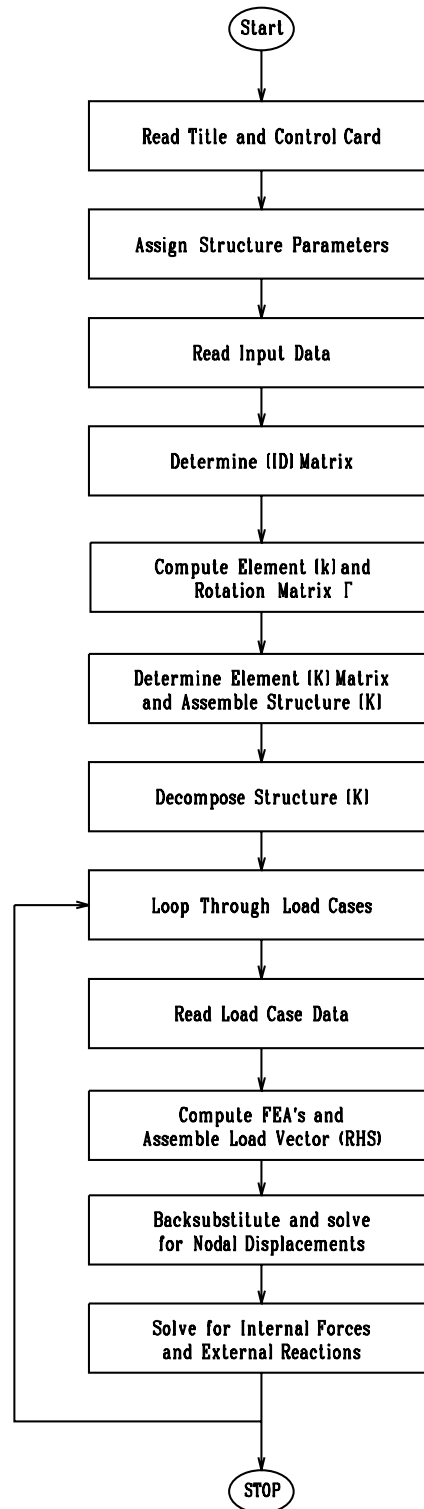 Start
Read Title and Control Card
Assign Structure Parameters
Read Input Data
Determine [ID] Matrix
Compute Element [k] and
Rotation Matrix Γ
Determine Element [K] Matrix
and Assemble Structure [K]
Decompose Structure [K]
Loop Through Load Cases
Read Load Case Data
Compute FEA's and
Assemble Load Vector (RHS)
Backsubstitute and solve
for Nodal Displacements
Solve for Internal Forces
and External Reactions
STOP